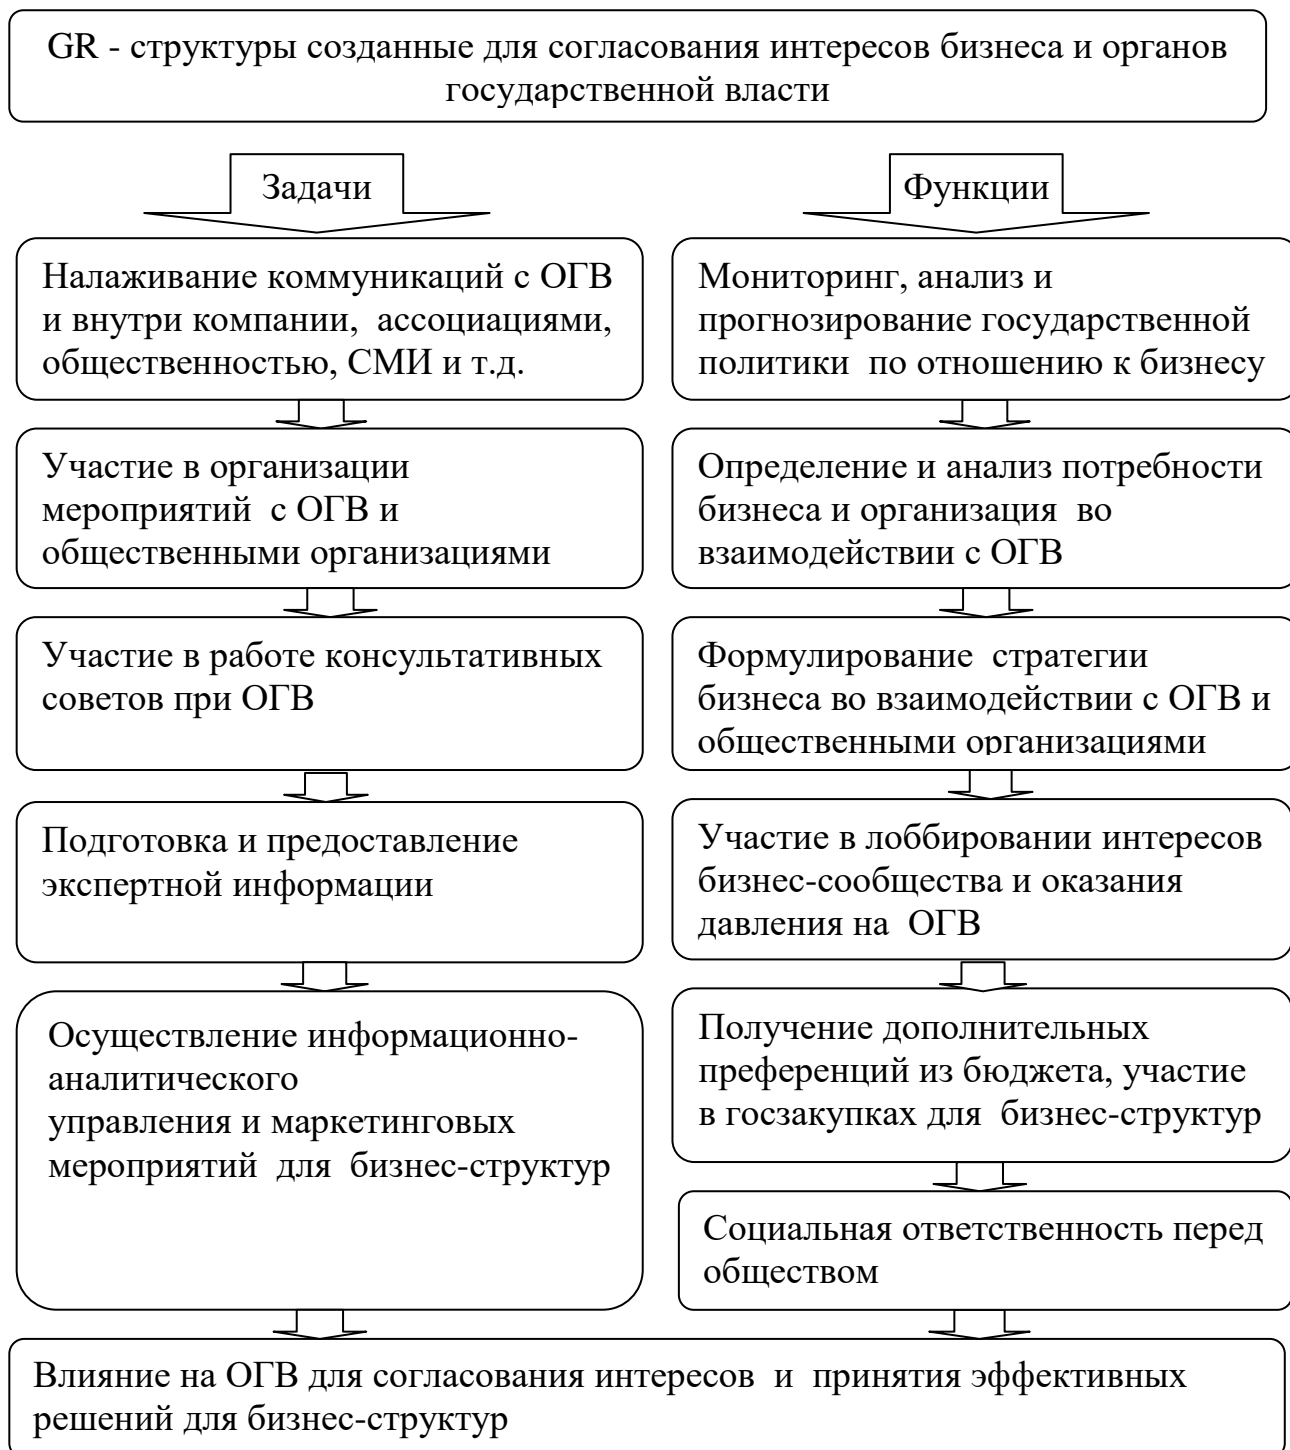 GR - структуры созданные для согласования интересов бизнеса и органов
государственной власти
Задачи
Налаживание коммуникаций с ОГВ
и внутри компании, ассоциациями,
общественностью, СМИ и т.д.
Участие в организации
мероприятий с ОГВ и
общественными организациями
Участие в работе консультативных
советов при ОГВ
Подготовка и предоставление
экспертной информации
Осуществление информационно-
аналитического
управления и маркетинговых
мероприятий для бизнес-структур
Функции
Мониторинг, анализ и
прогнозирование государственной
политики по отношению к бизнесу
Определение и анализ потребности
бизнеса и организация во
взаимодействии с ОГВ
Формулирование стратегии
бизнеса во взаимодействии с ОГВ и
общественными организациями
Участие в лоббировании интересов
бизнес-сообщества и оказания
давления на ОГВ
Получение дополнительных
преференций из бюджета, участие
в госзакупках для бизнес-структур
Социальная ответственность перед
обществом
Влияние на ОГВ для согласования интересов и принятия эффективных
решений для бизнес-структур